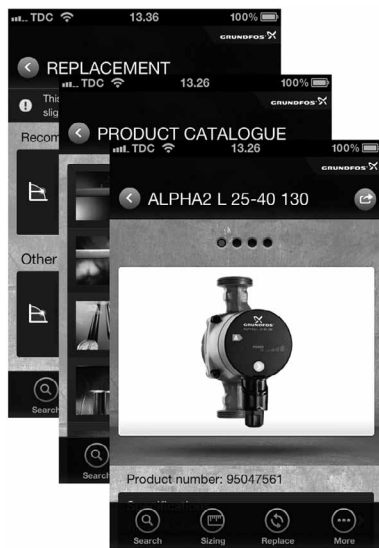 TDC 13.36 100%
GRUNDFOS
REPLACEMENT
This
slig
Recom
Other
Search
TDC 13.26 100%
GRUNDFOS
PRODUCT CATALOGUE
Search
TDC 13.26 100%
GRUNDFOS
ALPHA2 L 25-40 130
GRUNDFOS
A
Product number: 95047561
Search Sizing Replace More